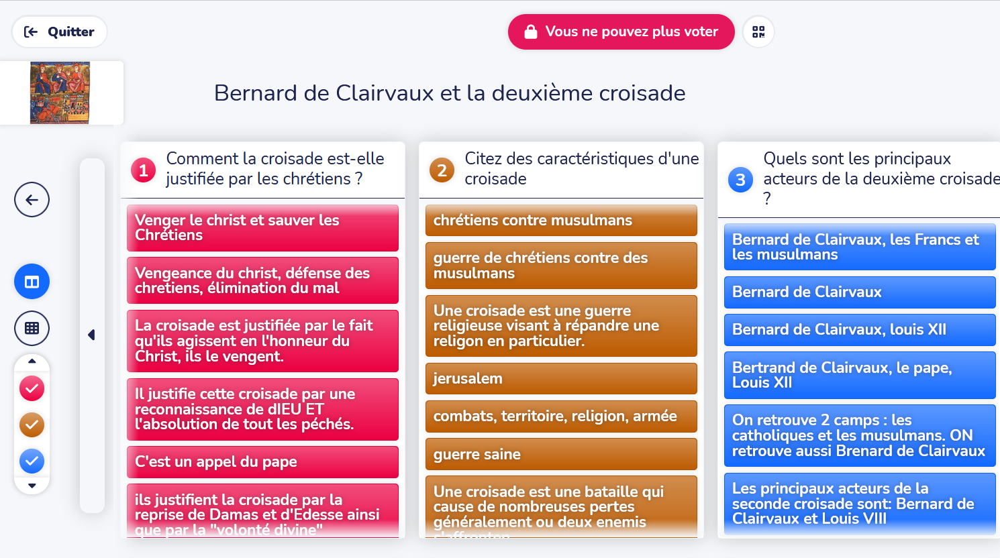 Quitter
Vous ne pouvez plus voter
Bernard de Clairvaux et la deuxième croisade
1
Comment la croisade est-elle
justifiée par les chrétiens ?
Venger le christ et sauver les
Chrétiens
Vengeance du christ, défense des
chretiens, élimination du mal
La croisade est justifiée par le fait
qu'ils agissent en l'honneur du
Christ, ils le vengent.
Il justifie cette croisade par une
reconnaissance de dIEU ET
l'absolution de tout les péchés.
C'est un appel du pape
ils justifient la croisade par la
reprise de Damas et d'Edesse ainsi
que par la "volonté divine"
2
Citez des caractéristiques d'une
croisade
chrétiens contre musulmans
guerre de chrétiens contre des
musulmans
Une croisade est une guerre
religieuse visant à répandre une
religon en particulier.
jerusalem
combats, territoire, religion, armée
guerre saine
Une croisade est une bataille qui
cause de nombreuses pertes
généralement ou deux enemis
s'affronten
3
Quels sont les principaux
acteurs de la deuxième croisade
?
Bernard de Clairvaux, les Francs et
les musulmans
Bernard de Clairvaux
Bernard de Clairvaux, louis XII
Bertrand de Clairvaux, le pape,
Louis XII
On retrouve 2 camps : les
catholiques et les musulmans. ON
retrouve aussi Brenard de Clairvaux
Les principaux acteurs de la
seconde croisade sont: Bernard de
Clairvaux et Louis VIII